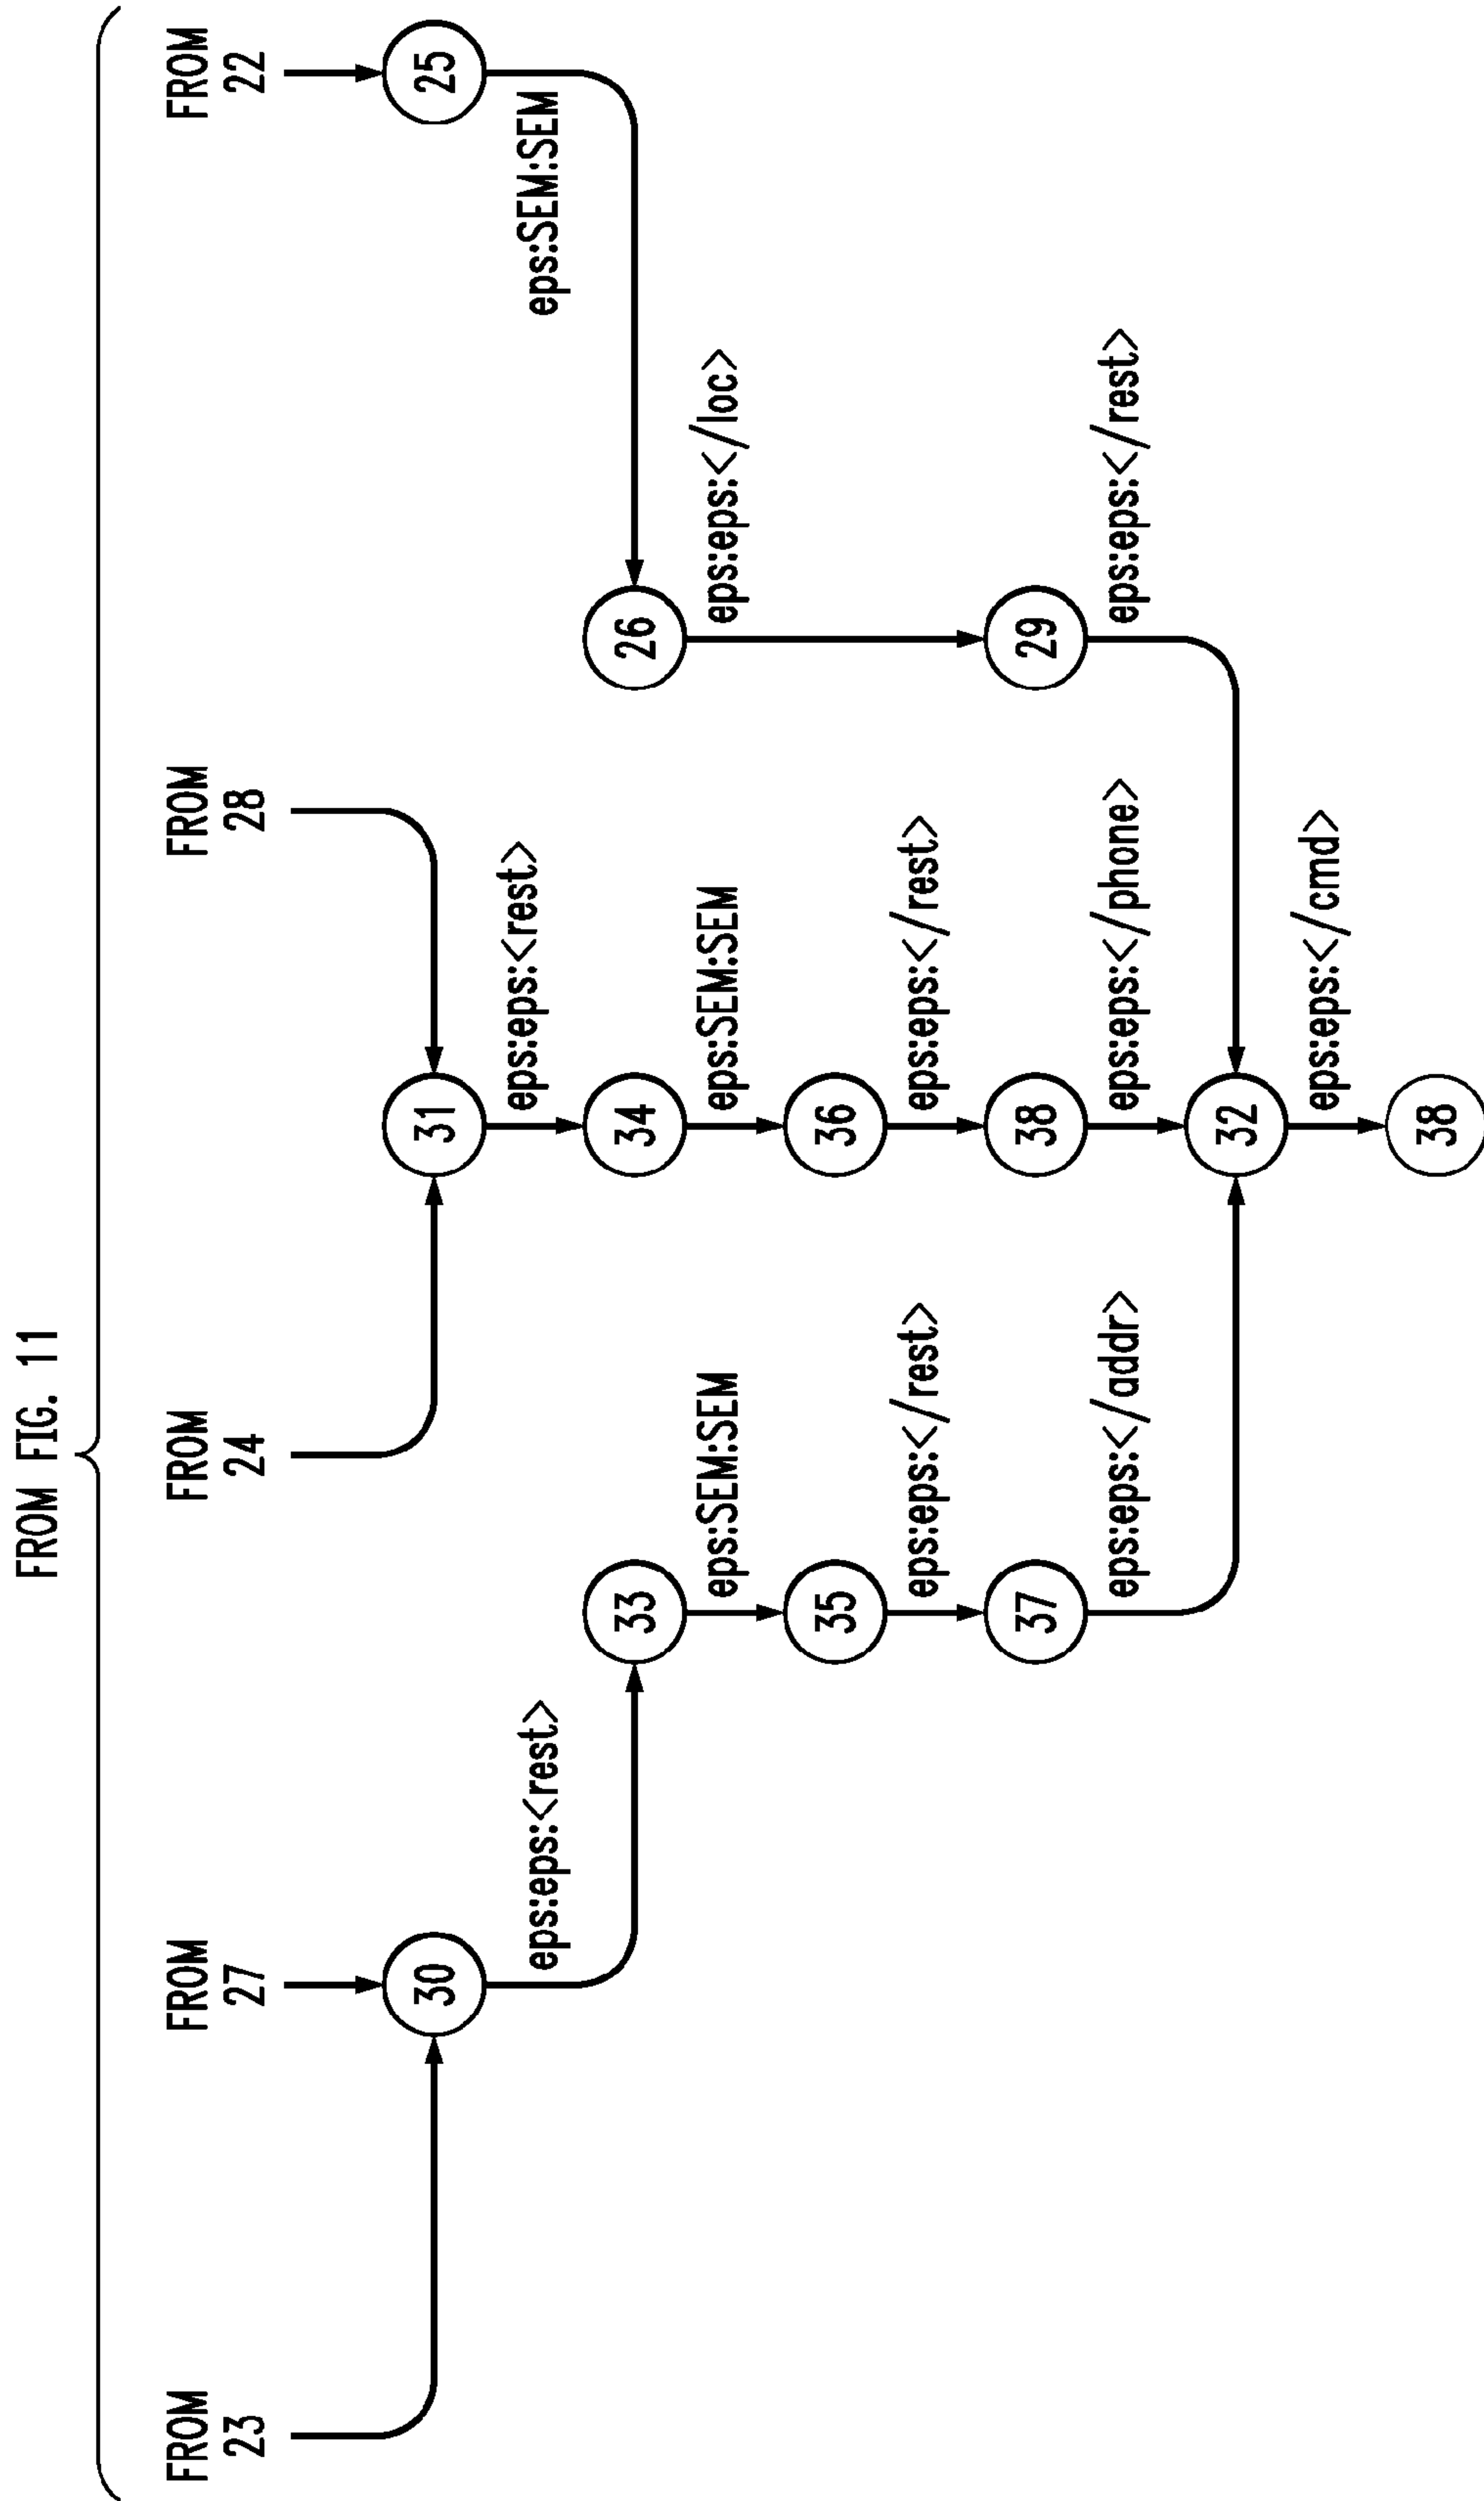 FROM FIG. 11
FROM
23
FROM
27
FROM
24
FROM
28
FROM
22
30
31
25
eps:eps:<rest>
eps:eps:<rest>
eps:SEM:SEM
33
34
26
eps:SEM:SEM
eps:SEM:SEM
eps:eps:</loc>
35
36
eps:eps:</rest>
eps:eps:</rest>
37
38
29
eps:eps:</addr>
eps:eps:</phone>
eps:eps:</rest>
32
eps:eps:</cmd>
38